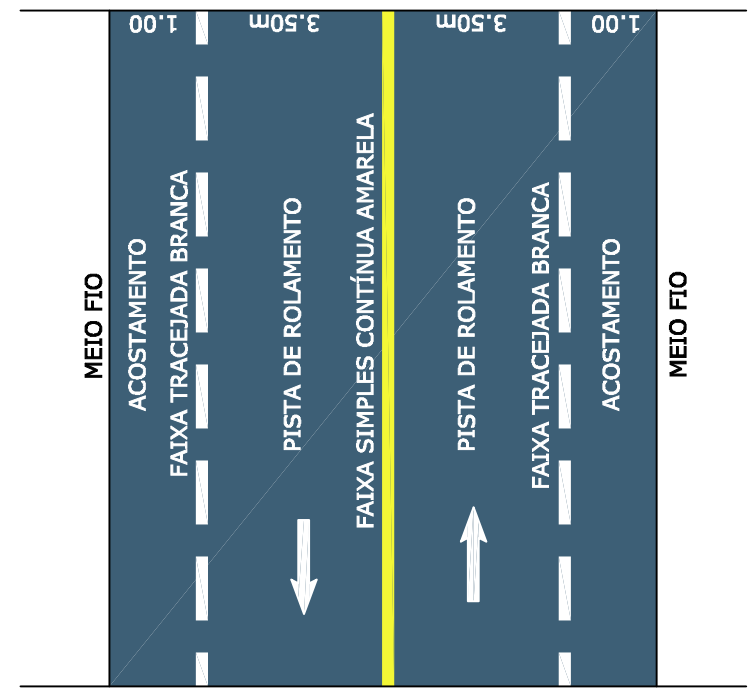 1.00
3.50m
3.50m
1.00
MEIO FIO
ACOSTAMENTO
FAIXA TRACEJADA BRANCA
PISTA DE ROLAMENTO
FAIXA SIMPLES CONTÍNUA AMARELA
PISTA DE ROLAMENTO
FAIXA TRACEJADA BRANCA
ACOSTAMENTO
MEIO FIO